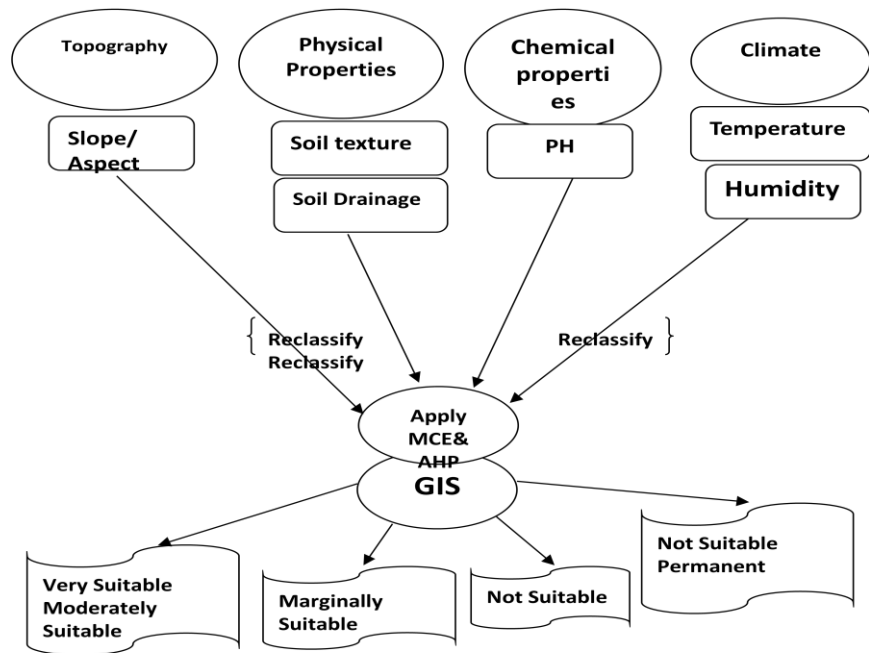 Topography
Physical
Properties
Chemical
properti
es
Climate
Slope/
Aspect
Soil texture
Soil Drainage
PH
Temperature
Humidity
{ Reclassify
Reclassify
Reclassify }
Apply
MCE&
AHP
GIS
Very Suitable
Moderately
Suitable
Marginally
Suitable
Not Suitable
Not Suitable
Permanent